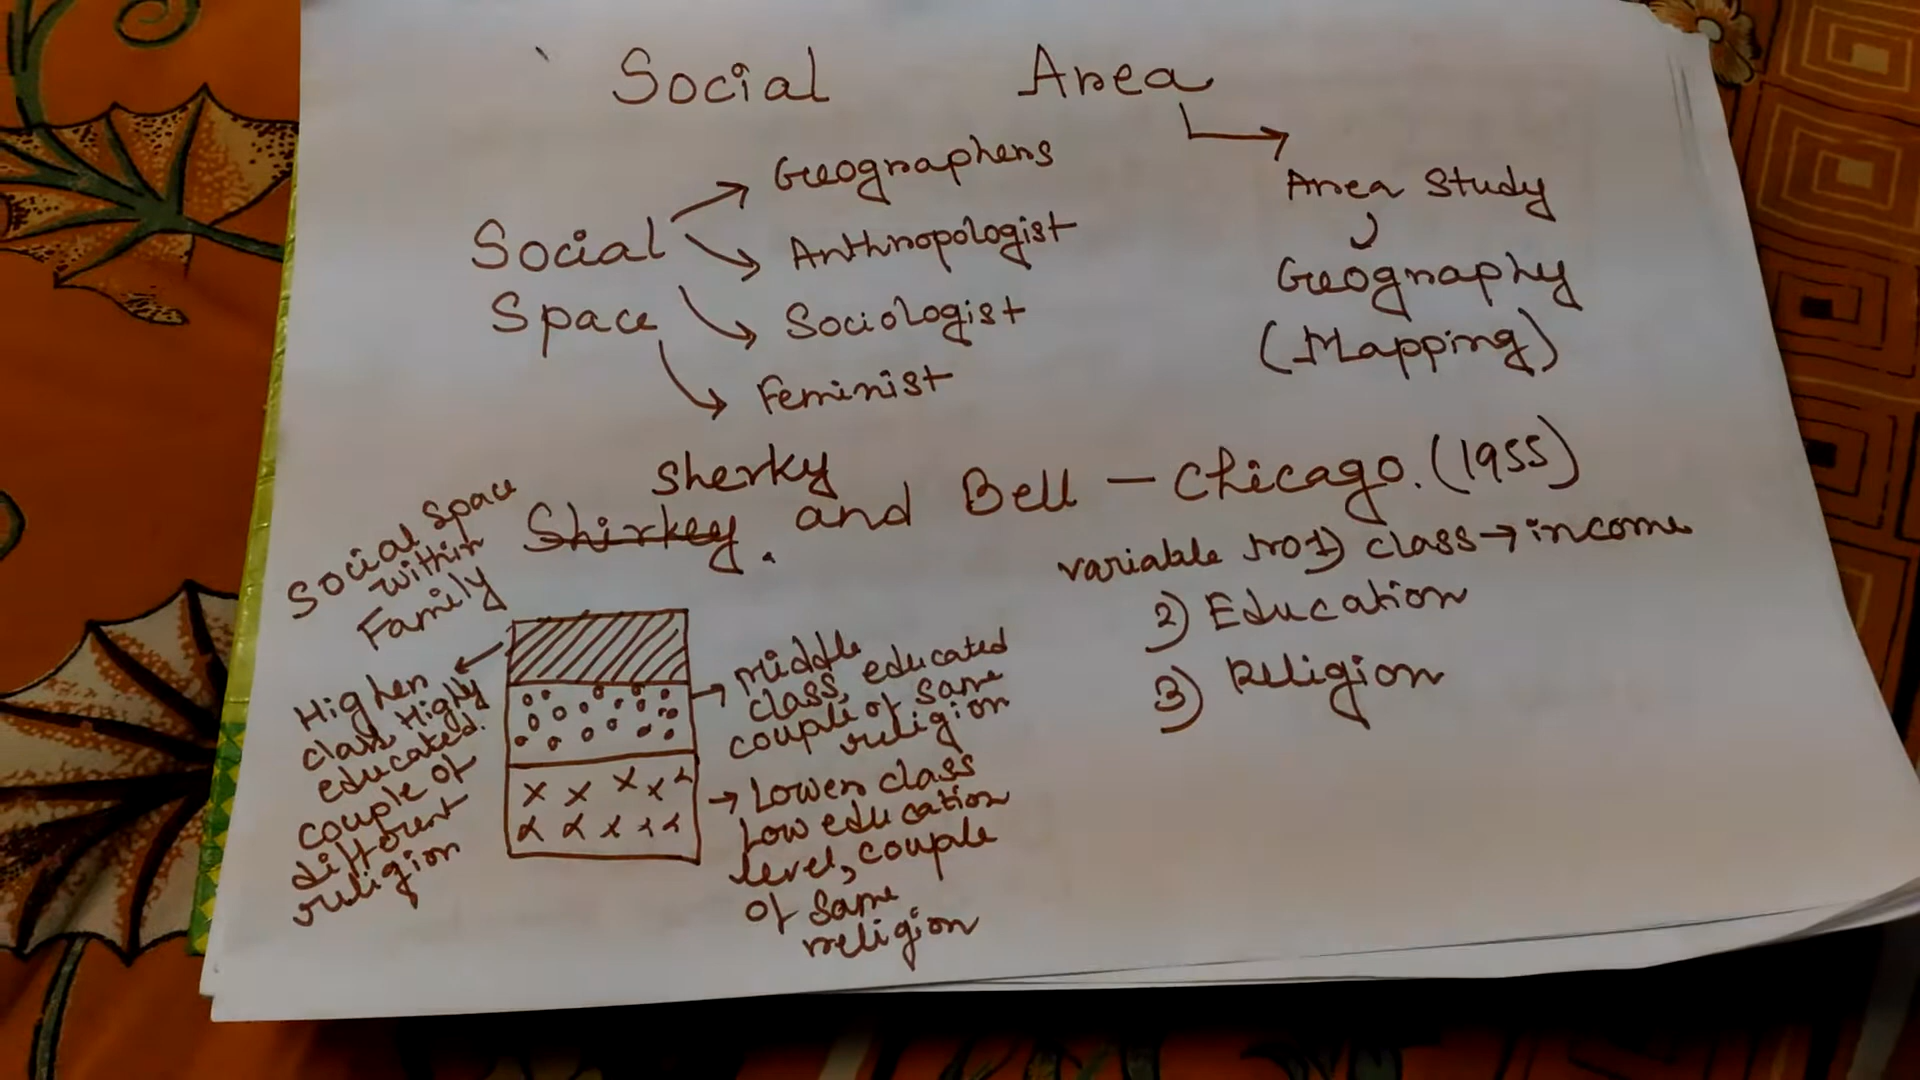 Social Area
Geographers
Area Study
Social
Space
Anthropologist
Geography
Sociologist
(Mapping)
Feminist
Sherky
Shirkey. and Bell - Chicago. (1955)
Social Space
within
Family
variable No 1) class → income
2) Education
3) Religion
Higher
class Highly
educated.
couple of
different
religion
→ Middle
class, educated
couple of same
religion
→ Lower class
Low education
level, couple
of same
religion